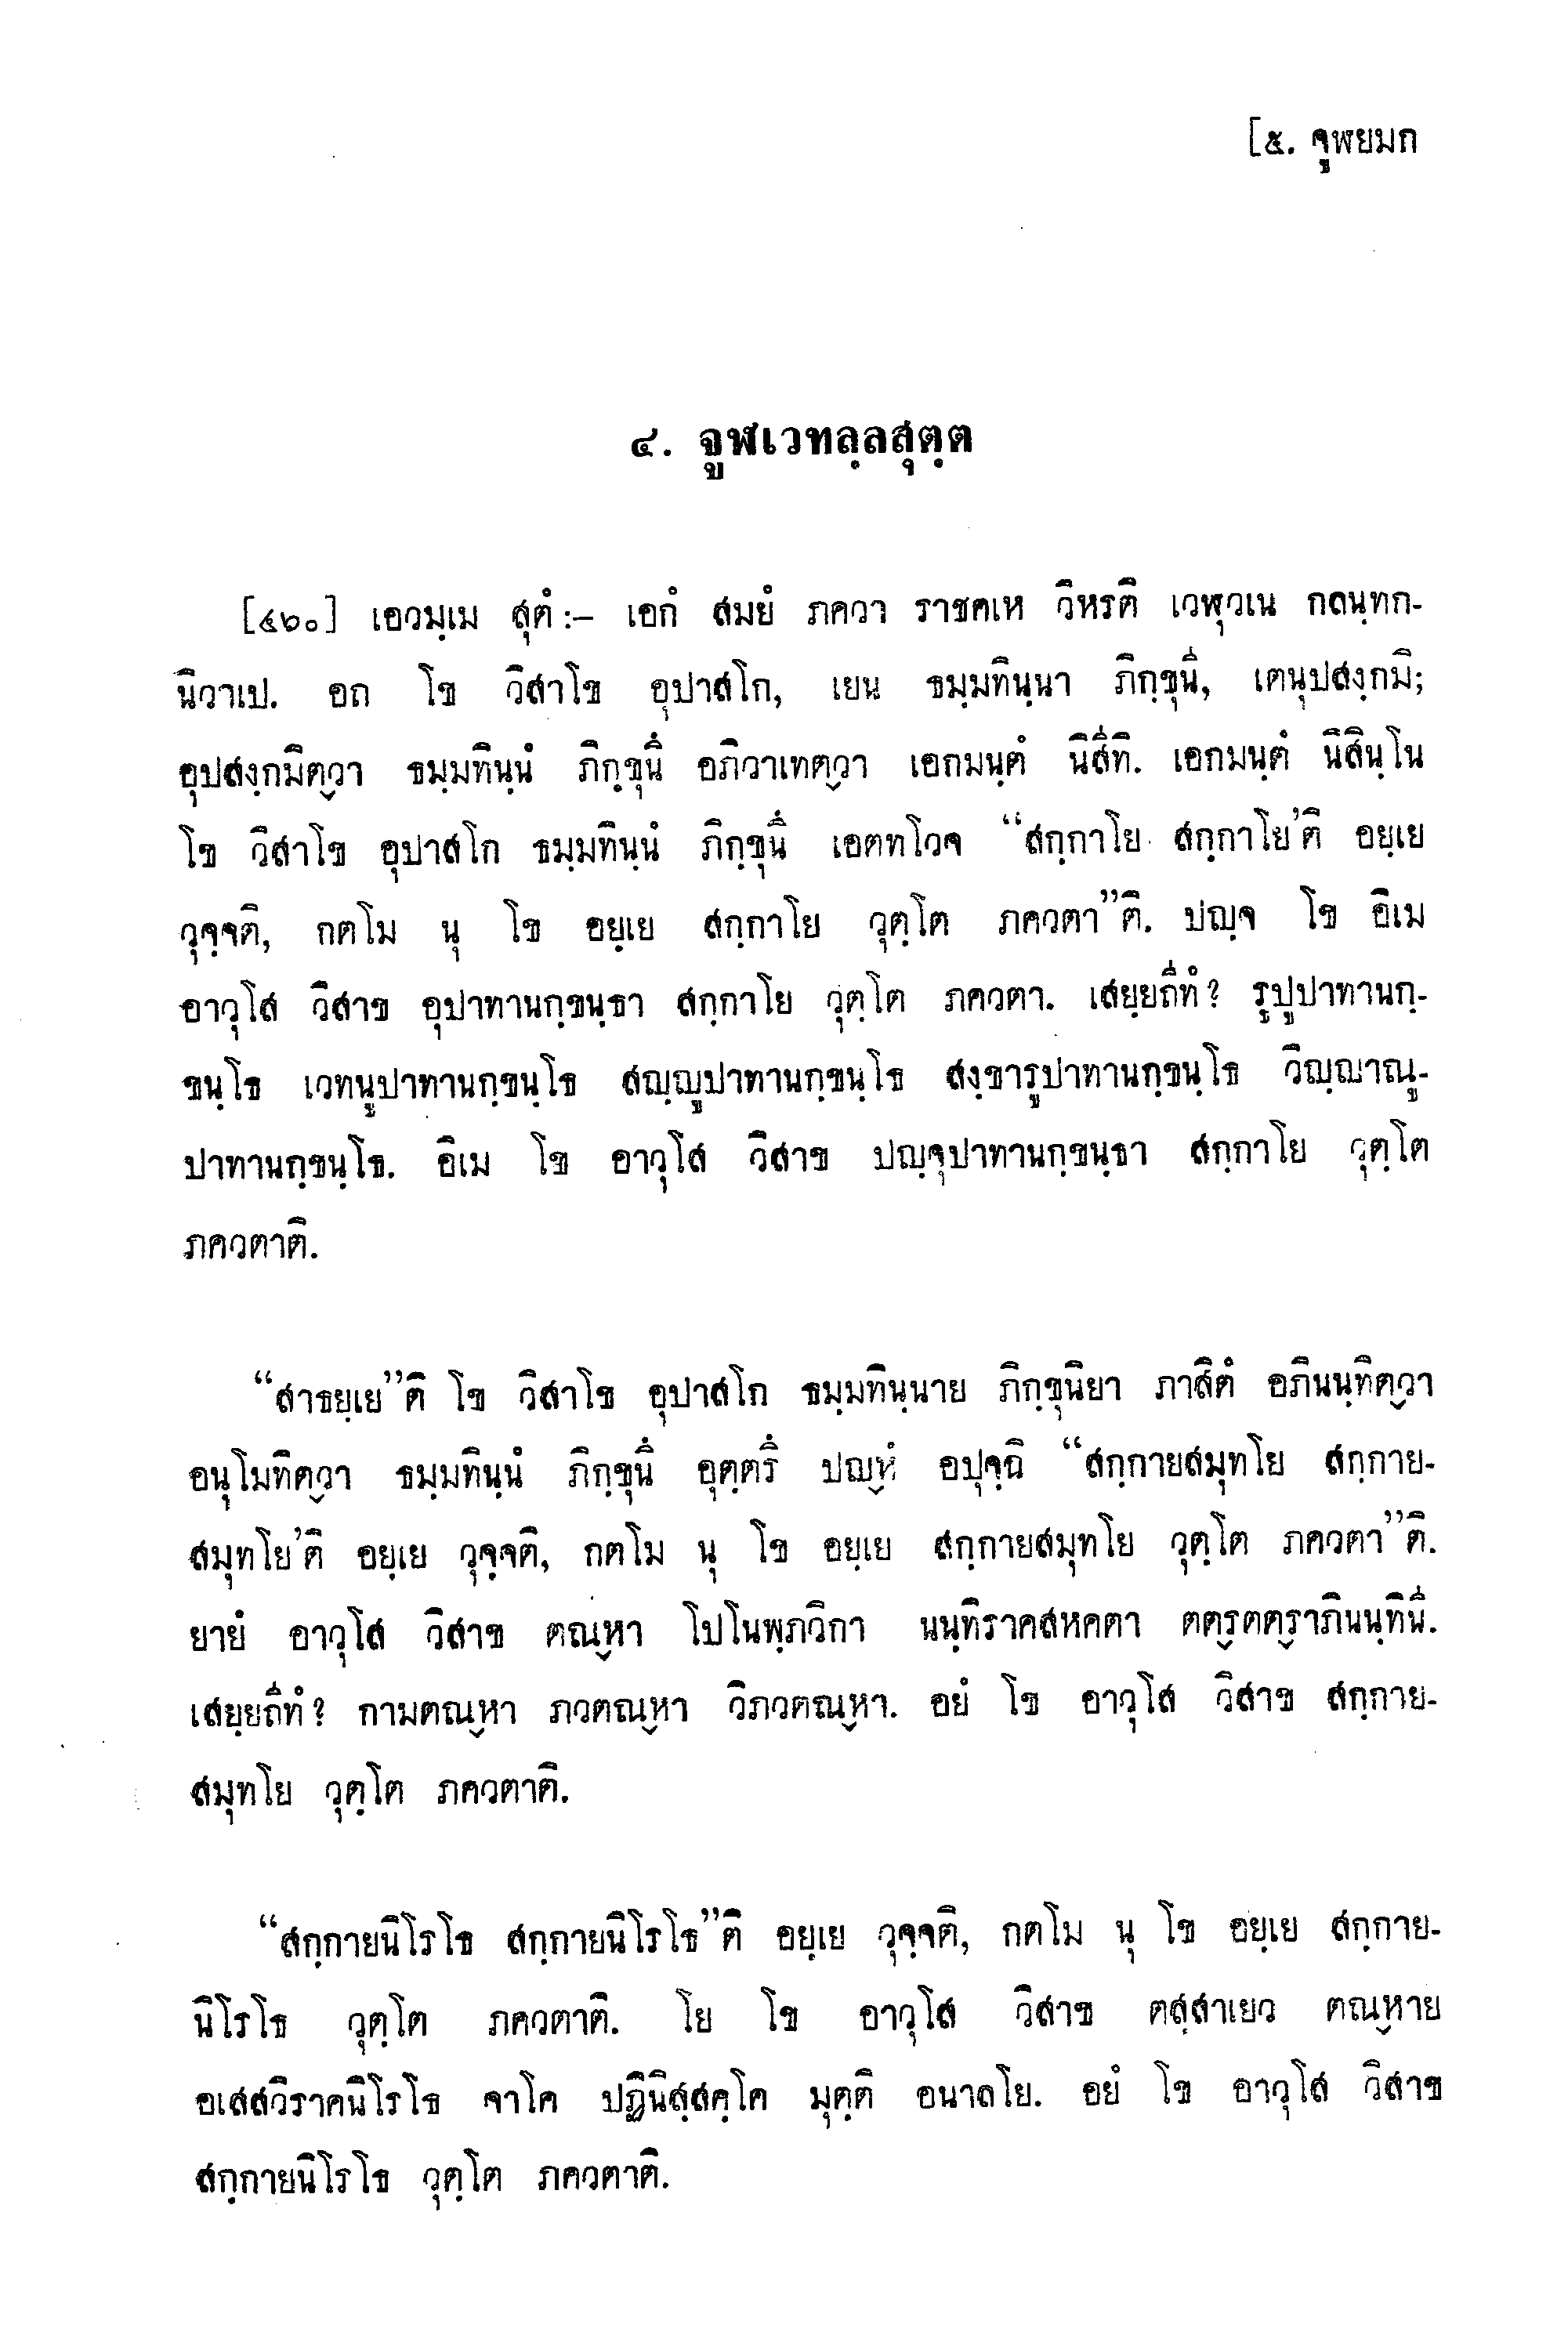 [๕. จูฬยมก
๔. จูฬเวทลฺลสุตฺต
[๔๖๐] เอวมฺเม สุตํ :– เอกํ สมยํ ภควา ราชคเห วิหรติ เวฬุวเน กลนฺทก-
นิวาเป. อถ โข วิสาโข อุปาสโก, เยน ธมฺมทินฺนา ภิกฺขุนี, เตนุปสงฺกมิ;
อุปสงฺกมิตฺวา ธมฺมทินฺนํ ภิกฺขุนึ อภิวาเทตฺวา เอกมนฺตํ นิสีทิ. เอกมนฺตํ นิสินฺโน
โข วิสาโข อุปาสโก ธมฺมทินฺนํ ภิกฺขุนึ เอตทโวจ “สกฺกาโย สกฺกาโย’ติ อยฺเย
วุจฺจติ, กตโม นุ โข อยฺเย สกฺกาโย วุตฺโต ภควตา”ติ. ปญฺจ โข อิเม
อาวุโส วิสาข อุปาทานกฺขนฺธา สกฺกาโย วุตฺโต ภควตา. เสยฺยถีทํ? รูปูปาทานกฺ-
ขนฺโธ เวทนูปาทานกฺขนฺโธ สญฺญูปาทานกฺขนฺโธ สงฺขารูปาทานกฺขนฺโธ วิญฺญาณู-
ปาทานกฺขนฺโธ. อิเม โข อาวุโส วิสาข ปญฺจุปาทานกฺขนฺธา สกฺกาโย วุตฺโต
ภควตาติ.
“สาธยฺเย”ติ โข วิสาโข อุปาสโก ธมฺมทินฺนาย ภิกฺขุนิยา ภาสิตํ อภินนฺทิตฺวา
อนุโมทิตฺวา ธมฺมทินฺนํ ภิกฺขุนึ อุตฺตรึ ปญฺหํ อปุจฺฉิ “สกฺกายสมุทโย สกฺกาย-
สมุทโย’ติ อยฺเย วุจฺจติ, กตโม นุ โข อยฺเย สกฺกายสมุทโย วุตฺโต ภควตา”ติ.
ยายํ อาวุโส วิสาข ตณฺหา โปโนพฺภวิกา นนฺทิราคสหคตา ตตฺรตตฺราภินนฺทินี.
เสยฺยถีทํ? กามตณฺหา ภวตณฺหา วิภวตณฺหา. อยํ โข อาวุโส วิสาข สกฺกาย-
สมุทโย วุตฺโต ภควตาติ.
“สกฺกายนิโรโธ สกฺกายนิโรโธ”ติ อยฺเย วุจฺจติ, กตโม นุ โข อยฺเย สกฺกาย-
นิโรโธ วุตฺโต ภควตาติ. โย โข อาวุโส วิสาข ตสฺสาเยว ตณฺหาย
อเสสวิราคนิโรโธ จาโค ปฏินิสฺสคฺโค มุตฺติ อนาลโย. อยํ โข อาวุโส วิสาข
สกฺกายนิโรโธ วุตฺโต ภควตาติ.